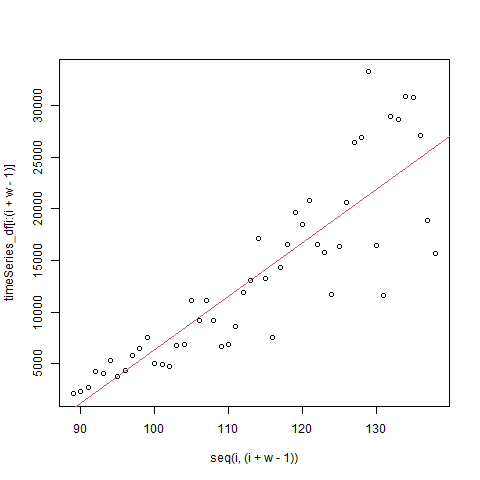 30000
25000
20000
15000
10000
5000
timeSeries_df[i:(i + w - 1)]
90 100 110 120 130
seq(i, (i + w - 1))